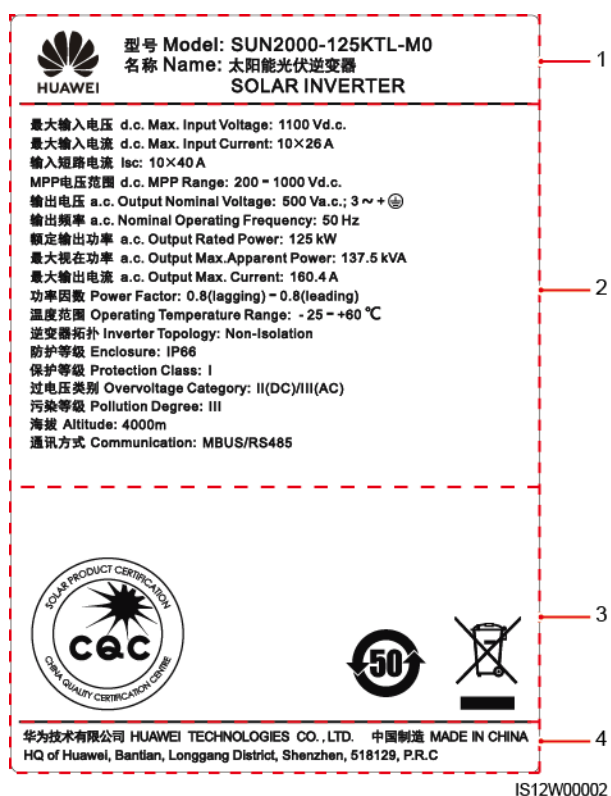 HUAWEI
型号 Model: SUN2000-125KTL-M0
名称 Name: 太阳能光伏逆变器
SOLAR INVERTER
1
最大输入电压 d.c. Max. Input Voltage: 1100 Vd.c.
最大输入电流 d.c. Max. Input Current: 10×26 A
输入短路电流 Isc: 10×40 A
MPP电压范围 d.c. MPP Range: 200 - 1000 Vd.c.
输出电压 a.c. Output Nominal Voltage: 500 Va.c.; 3 ~ + ⏚
输出频率 a.c. Nominal Operating Frequency: 50 Hz
额定输出功率 a.c. Output Rated Power: 125 kW
最大视在功率 a.c. Output Max.Apparent Power: 137.5 kVA
最大输出电流 a.c. Output Max. Current: 160.4 A
功率因数 Power Factor: 0.8(lagging) - 0.8(leading)
温度范围 Operating Temperature Range: - 25 - +60 ℃
逆变器拓扑 Inverter Topology: Non-Isolation
防护等级 Enclosure: IP66
保护等级 Protection Class: I
过电压类别 Overvoltage Category: II(DC)/III(AC)
污染等级 Pollution Degree: III
海拔 Altitude: 4000m
通讯方式 Communication: MBUS/RS485
2
SOLAR PRODUCT CERTIFICATION
CQC
CHINA QUALITY CERTIFICATION CENTRE
50
3
华为技术有限公司 HUAWEI TECHNOLOGIES CO.,LTD. 中国制造 MADE IN CHINA
HQ of Huawei, Bantian, Longgang District, Shenzhen, 518129, P.R.C
4
IS12W00002